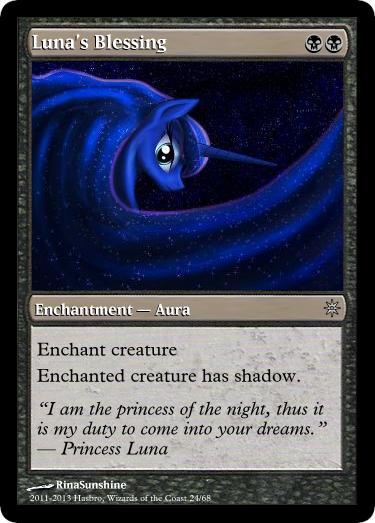 Luna's Blessing
Enchantment — Aura
Enchant creature
Enchanted creature has shadow.
“I am the princess of the night, thus it
is my duty to come into your dreams.”
— Princess Luna
RinaSunshine
2011-2013 Hasbro, Wizards of the Coast 24/68